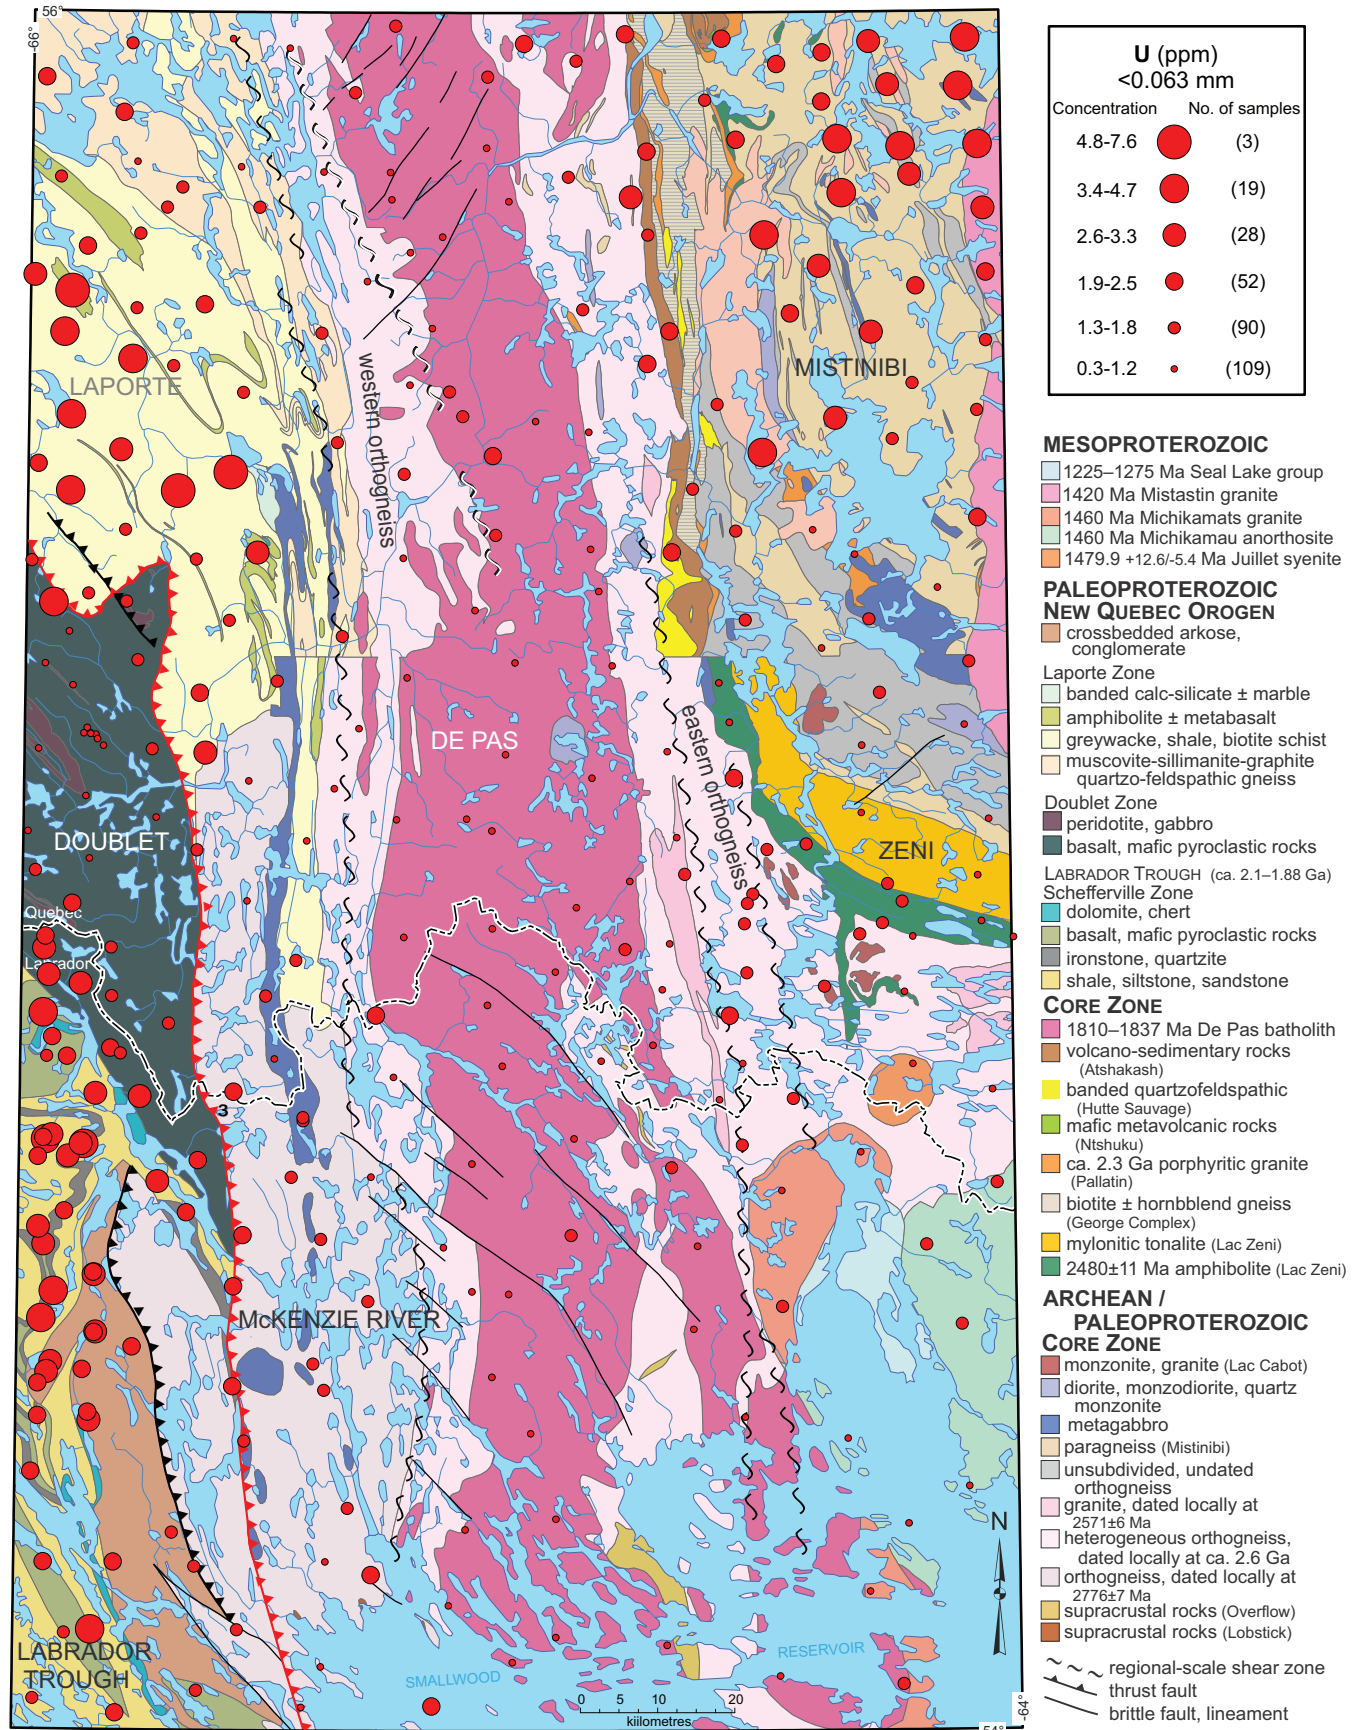 56°
-66°
LAPORTE
western orthogneiss
MISTINIBI
DE PAS
eastern orthogneiss
DOUBLET
ZENI
Quebec
Labrador
3
McKENZIE RIVER
LABRADOR
TROUGH
SMALLWOOD
RESERVOIR
0 5 10 20
kiilometres
N
-64°
54°
U (ppm)
<0.063 mm
Concentration No. of samples
4.8-7.6 (3)
3.4-4.7 (19)
2.6-3.3 (28)
1.9-2.5 (52)
1.3-1.8 (90)
0.3-1.2 (109)
MESOPROTEROZOIC
1225–1275 Ma Seal Lake group
1420 Ma Mistastin granite
1460 Ma Michikamats granite
1460 Ma Michikamau anorthosite
1479.9 +12.6/-5.4 Ma Juillet syenite
PALEOPROTEROZOIC
NEW QUEBEC OROGEN
crossbedded arkose,
conglomerate
Laporte Zone
banded calc-silicate ± marble
amphibolite ± metabasalt
greywacke, shale, biotite schist
muscovite-sillimanite-graphite
quartzo-feldspathic gneiss
Doublet Zone
peridotite, gabbro
basalt, mafic pyroclastic rocks
LABRADOR TROUGH (ca. 2.1–1.88 Ga)
Schefferville Zone
dolomite, chert
basalt, mafic pyroclastic rocks
ironstone, quartzite
shale, siltstone, sandstone
CORE ZONE
1810–1837 Ma De Pas batholith
volcano-sedimentary rocks
(Atshakash)
banded quartzofeldspathic
(Hutte Sauvage)
mafic metavolcanic rocks
(Ntshuku)
ca. 2.3 Ga porphyritic granite
(Pallatin)
biotite ± hornbblend gneiss
(George Complex)
mylonitic tonalite (Lac Zeni)
2480±11 Ma amphibolite (Lac Zeni)
ARCHEAN /
PALEOPROTEROZOIC
CORE ZONE
monzonite, granite (Lac Cabot)
diorite, monzodiorite, quartz
monzonite
metagabbro
paragneiss (Mistinibi)
unsubdivided, undated
orthogneiss
granite, dated locally at
2571±6 Ma
heterogeneous orthogneiss,
dated locally at ca. 2.6 Ga
orthogneiss, dated locally at
2776±7 Ma
supracrustal rocks (Overflow)
supracrustal rocks (Lobstick)
regional-scale shear zone
thrust fault
brittle fault, lineament